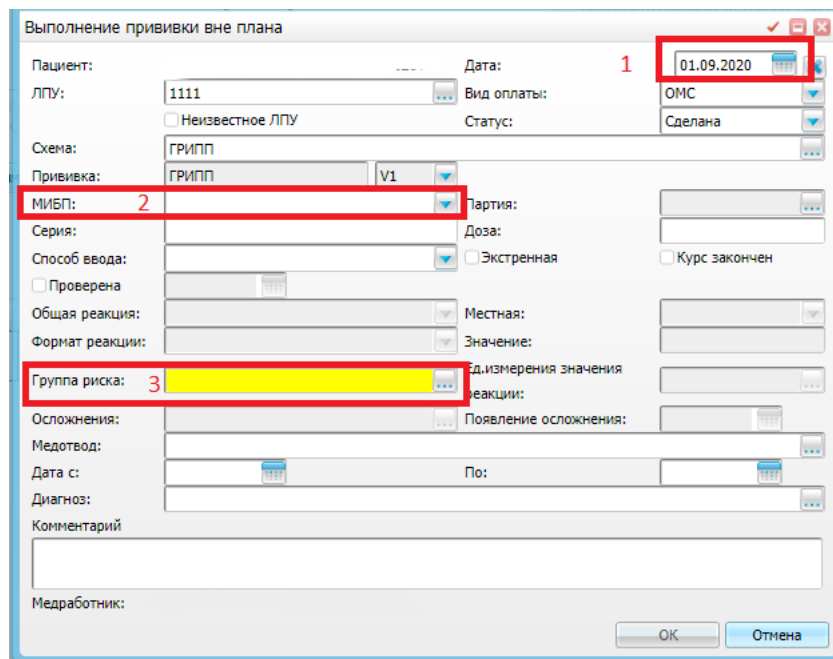 Выполнение прививки вне плана
Пациент: Дата: 1 01.09.2020
ЛПУ: 1111 ... Вид оплаты: ОМС
Неизвестное ЛПУ Статус: Сделана
Схема: ГРИПП ...
Прививка: ГРИПП V1
МИБП: 2 Партия: ...
Серия: Доза:
Способ ввода: Экстренная Курс закончен
Проверена
Общая реакция: Местная:
Формат реакции: Значение:
Группа риска: 3 ... Ед.измерения значения реакции: ...
Осложнения: ... Появление осложнения:
Медотвод: ...
Дата с: По:
Диагноз: ...
Комментарий
Медработник:
ОК Отмена